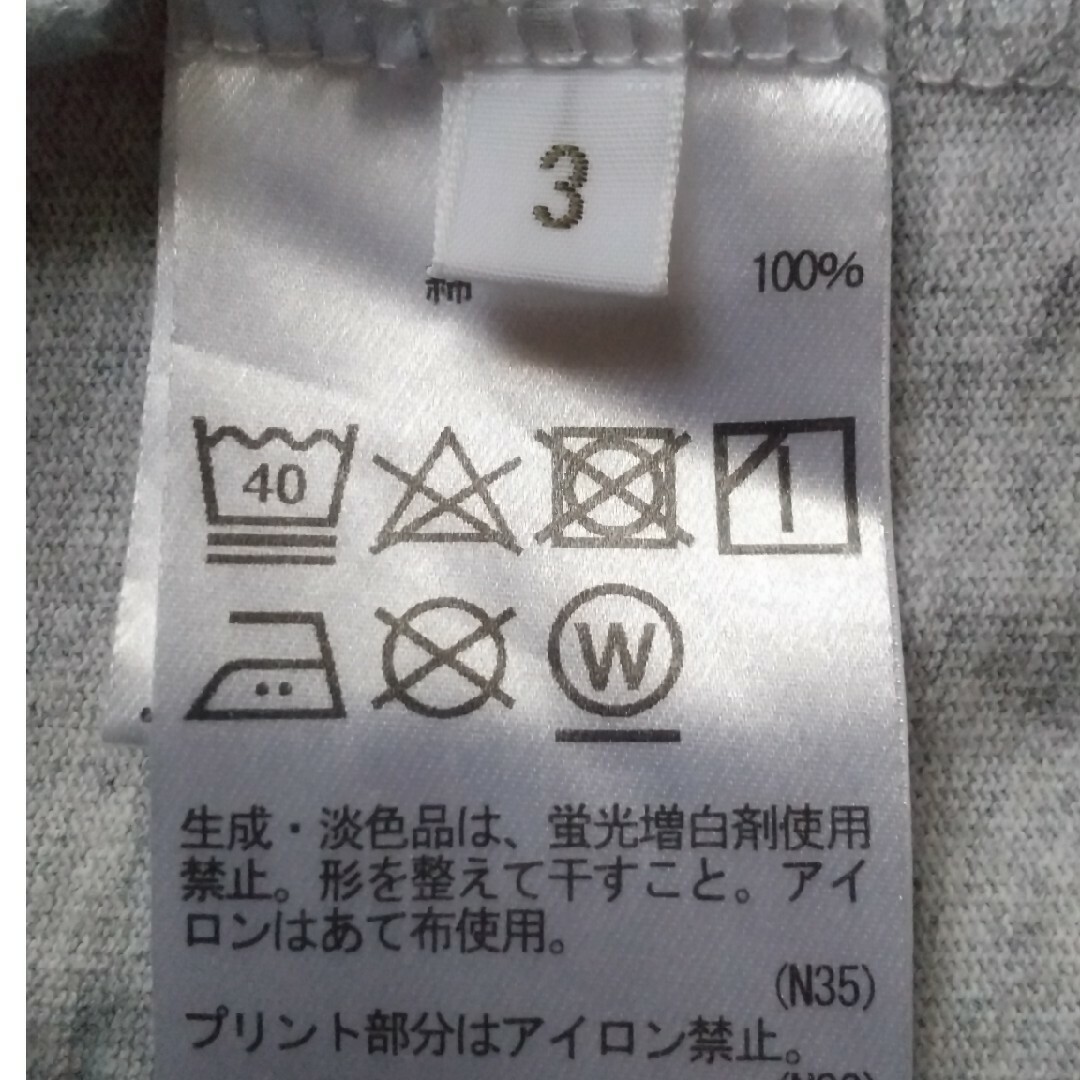 3
綿 100%
40
W
生成・淡色品は、蛍光増白剤使用
禁止。形を整えて干すこと。アイ
ロンはあて布使用。
(N35)
プリント部分はアイロン禁止。